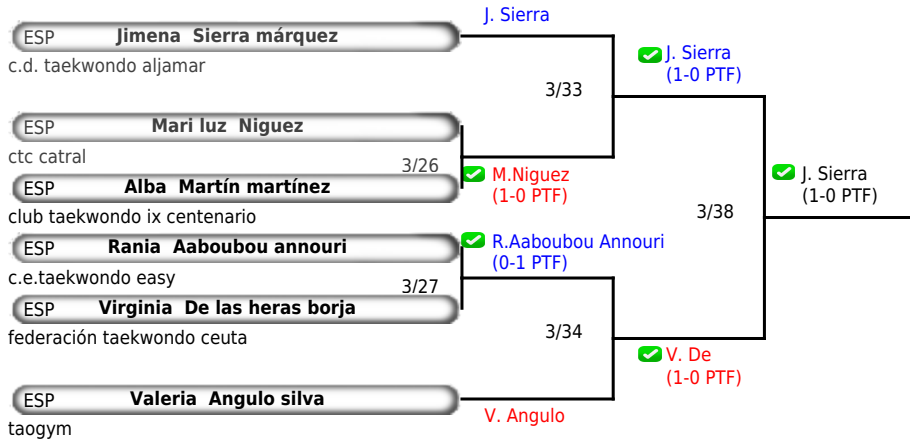 J. Sierra
ESP Jimena Sierra márquez
c.d. taekwondo aljamar
J. Sierra
(1-0 PTF)
3/33
ESP Mari luz Niguez
ctc catral
3/26
M.Niguez
(1-0 PTF)
ESP Alba Martín martínez
club taekwondo ix centenario
J. Sierra
(1-0 PTF)
3/38
ESP Rania Aaboubou annouri
c.e.taekwondo easy
R.Aaboubou Annouri
(0-1 PTF)
3/27
ESP Virginia De las heras borja
federación taekwondo ceuta
3/34
V. De
(1-0 PTF)
ESP Valeria Angulo silva
taogym
V. Angulo